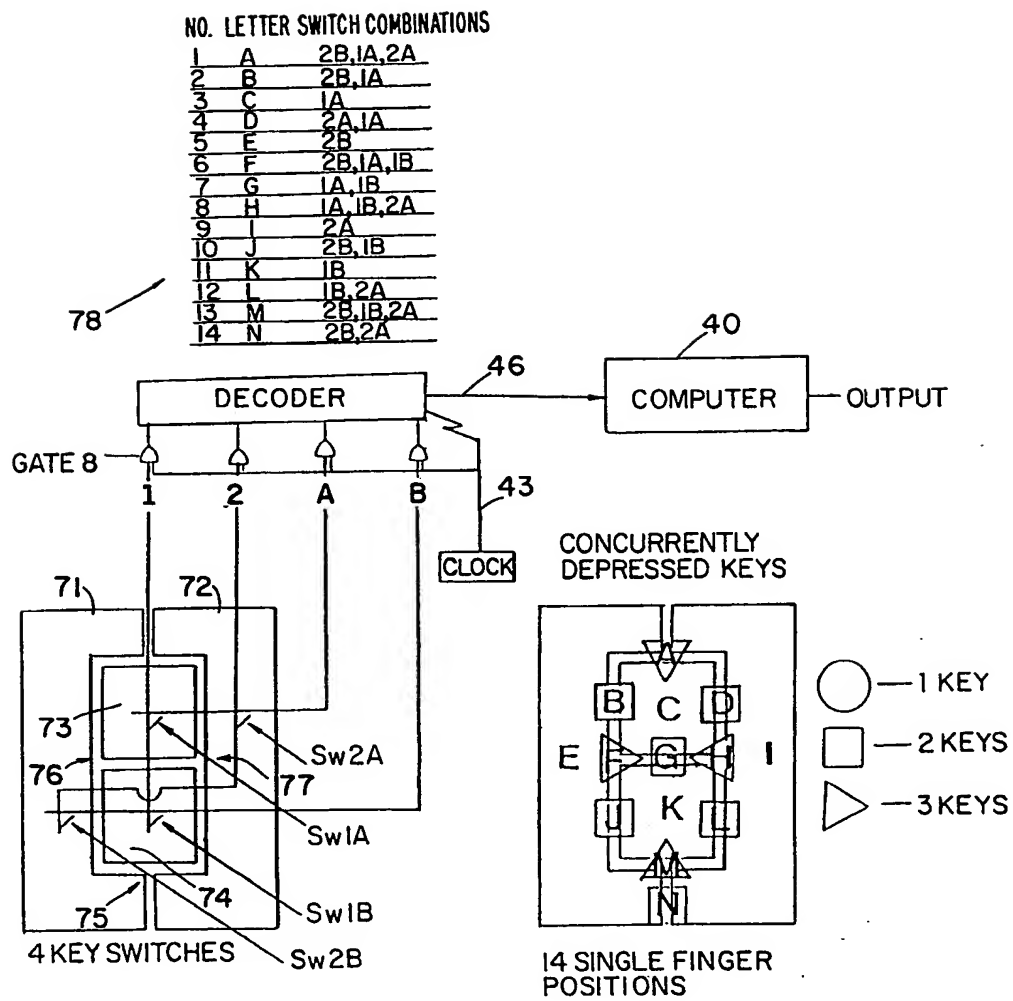 NO. LETTER SWITCH COMBINATIONS
1 A 2B,1A,2A
2 B 2B,1A
3 C 1A
4 D 2A,1A
5 E 2B
6 F 2B,1A,1B
7 G 1A,1B
8 H 1A,1B,2A
9 I 2A
10 J 2B,1B
11 K 1B
12 L 1B,2A
13 M 2B,1B,2A
14 N 2B,2A
78
40
46
DECODER
COMPUTER
OUTPUT
GATE 8
1 2 A B
43
CLOCK
CONCURRENTLY
DEPRESSED KEYS
71
72
73
76
77
Sw2A
Sw1A
74
75
Sw1B
Sw2B
4 KEY SWITCHES
A
B C D
E F G H I
J K L
M
N
1 KEY
2 KEYS
3 KEYS
14 SINGLE FINGER
POSITIONS